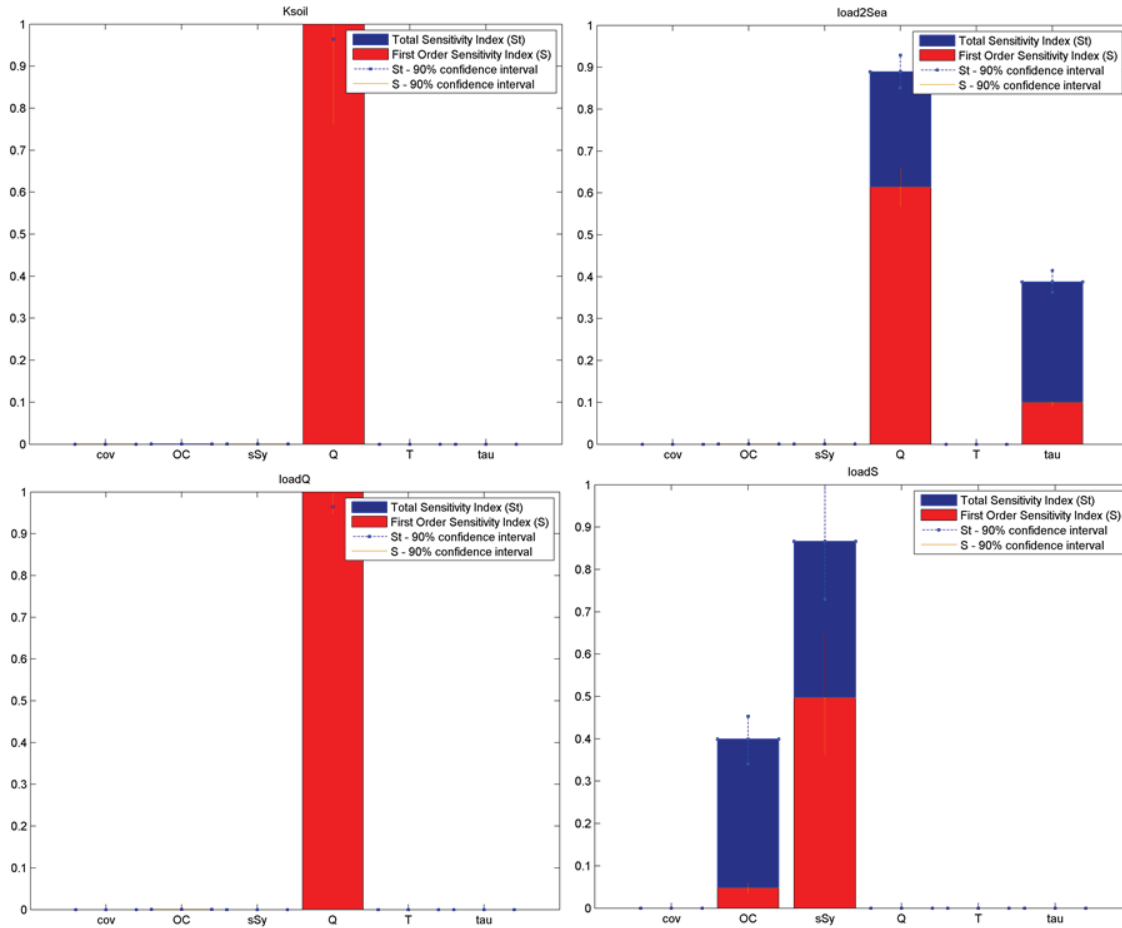 Ksoil
1
0.9
0.8
0.7
0.6
0.5
0.4
0.3
0.2
0.1
0
Total Sensitivity Index (St)
First Order Sensitivity Index (S)
St - 90% confidence interval
S - 90% confidence interval
cov OC sSy Q T tau
load2Sea
1
0.9
0.8
0.7
0.6
0.5
0.4
0.3
0.2
0.1
0
Total Sensitivity Index (St)
First Order Sensitivity Index (S)
St - 90% confidence interval
S - 90% confidence interval
cov OC sSy Q T tau
loadQ
1
0.9
0.8
0.7
0.6
0.5
0.4
0.3
0.2
0.1
0
Total Sensitivity Index (St)
First Order Sensitivity Index (S)
St - 90% confidence interval
S - 90% confidence interval
cov OC sSy Q T tau
loadS
1
0.9
0.8
0.7
0.6
0.5
0.4
0.3
0.2
0.1
0
Total Sensitivity Index (St)
First Order Sensitivity Index (S)
St - 90% confidence interval
S - 90% confidence interval
cov OC sSy Q T tau